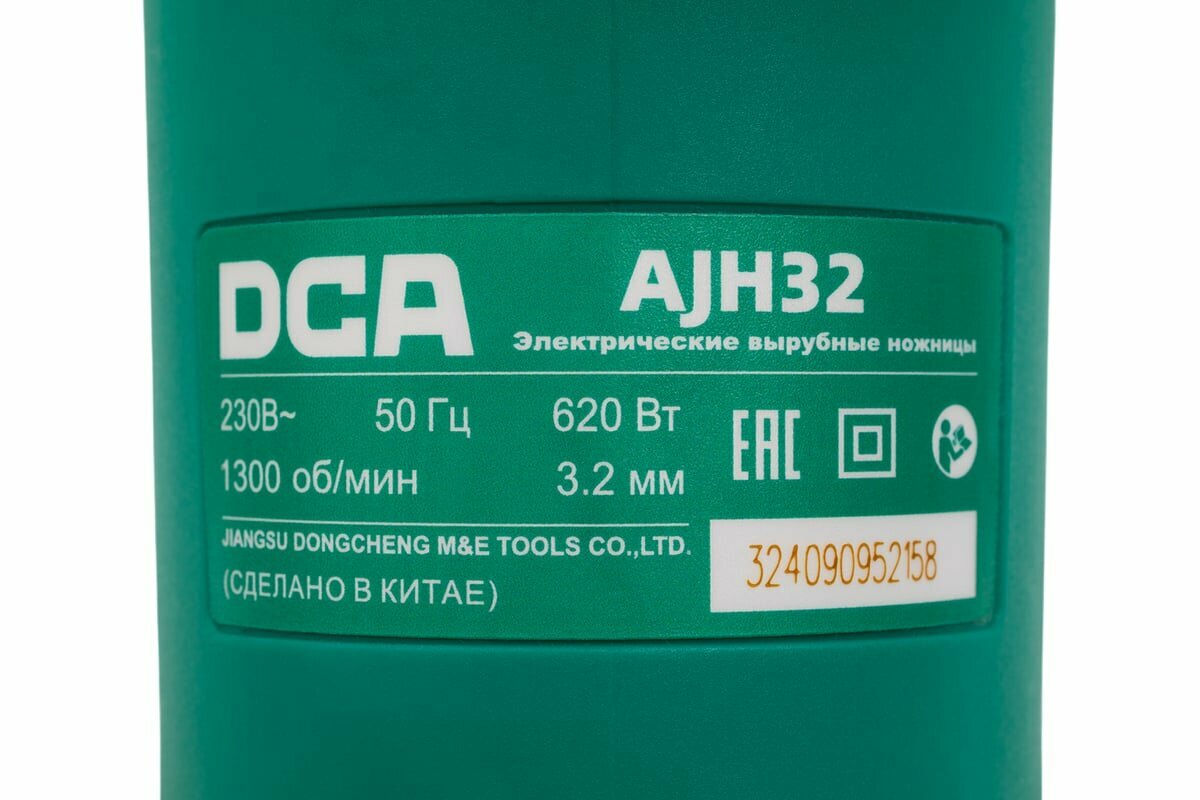 DCA AJH32
Электрические вырубные ножницы
230В~ 50 Гц 620 Вт
1300 об/мин 3.2 мм
EAC
JIANGSU DONGCHENG M&E TOOLS CO.,LTD.
(СДЕЛАНО В КИТАЕ)
324090952158